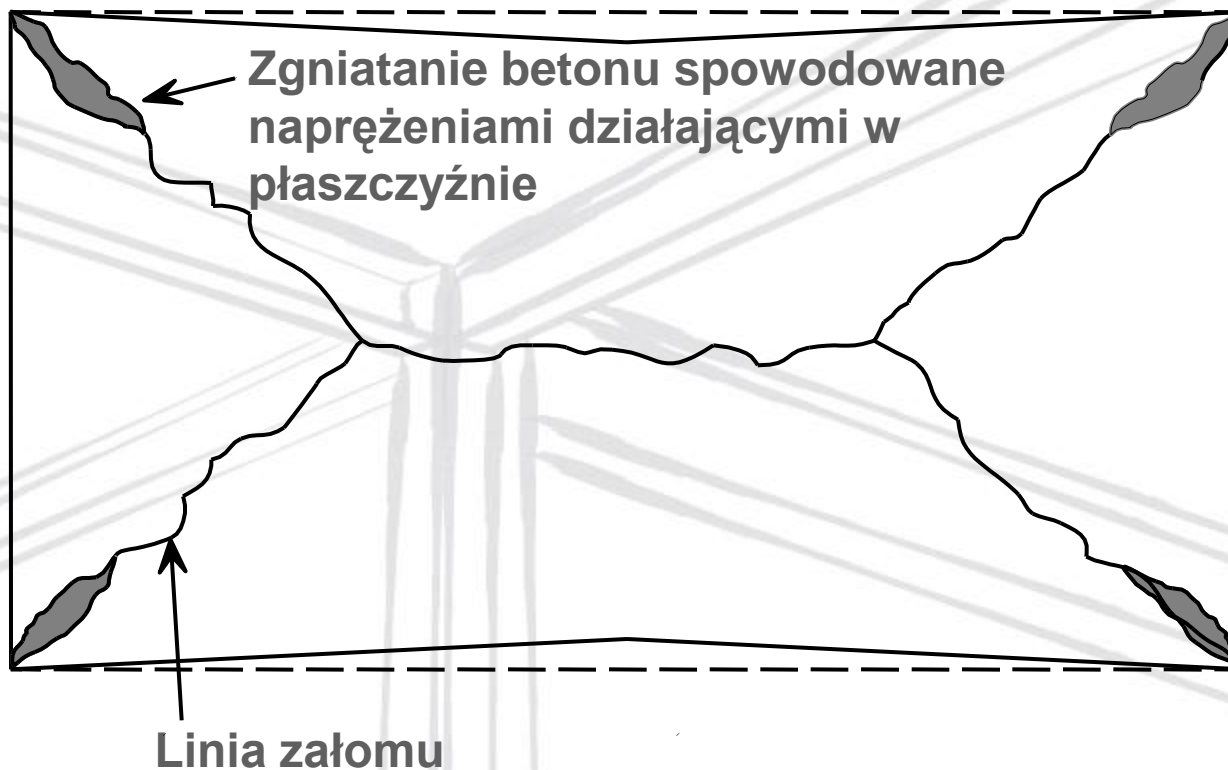 Zgniatanie betonu spowodowane
naprężeniami działającymi w
płaszczyźnie
Linia załomu